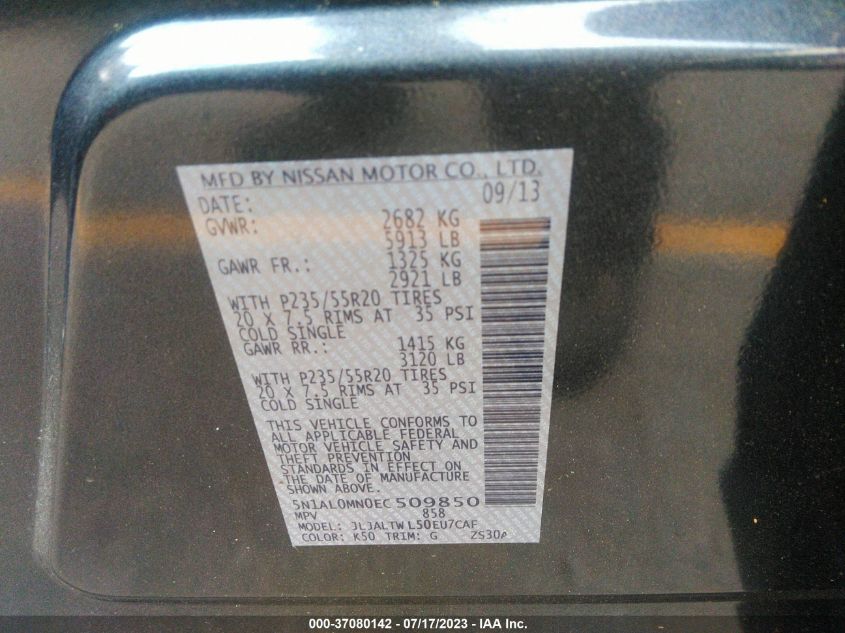 MFD BY NISSAN MOTOR CO., LTD.
DATE: 09/13
GVWR: 2682 KG
5913 LB
GAWR FR.: 1325 KG
2921 LB
WITH P235/55R20 TIRES
20 X 7.5 RIMS AT 35 PSI
COLD SINGLE
GAWR RR.: 1415 KG
3120 LB
WITH P235/55R20 TIRES
20 X 7.5 RIMS AT 35 PSI
COLD SINGLE
THIS VEHICLE CONFORMS TO
ALL APPLICABLE FEDERAL
MOTOR VEHICLE SAFETY AND
THEFT PREVENTION
STANDARDS IN EFFECT ON
THE DATE OF MANUFACTURE
SHOWN ABOVE.
5N1AL0MN0EC509850
MPV 858
MODEL: JLJALTWL50EU7CAF
COLOR: K50 TRIM: G ZS30A
000-37080142 - 07/17/2023 - IAA Inc.